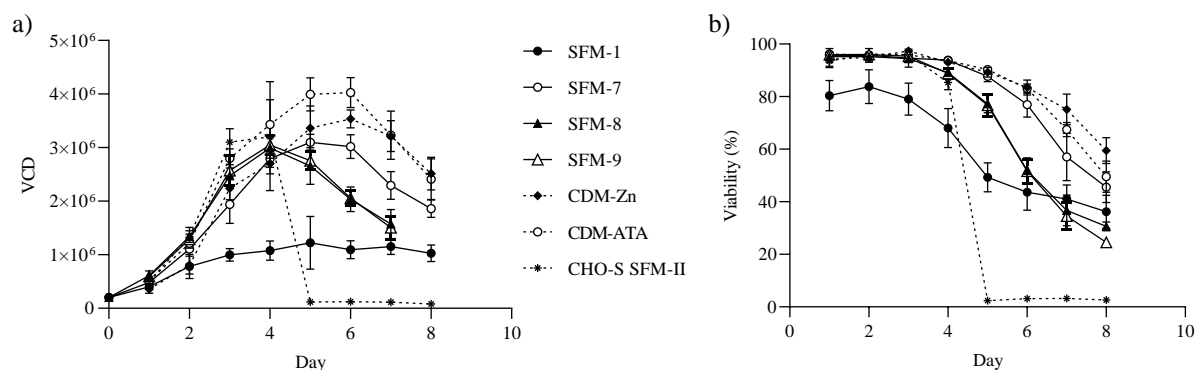 a)
5×10⁶
4×10⁶
3×10⁶
2×10⁶
1×10⁶
0
VCD
0 2 4 6 8 10
Day
SFM-1
SFM-7
SFM-8
SFM-9
CDM-Zn
CDM-ATA
CHO-S SFM-II
b)
100
80
60
40
20
0
Viability (%)
0 2 4 6 8 10
Day